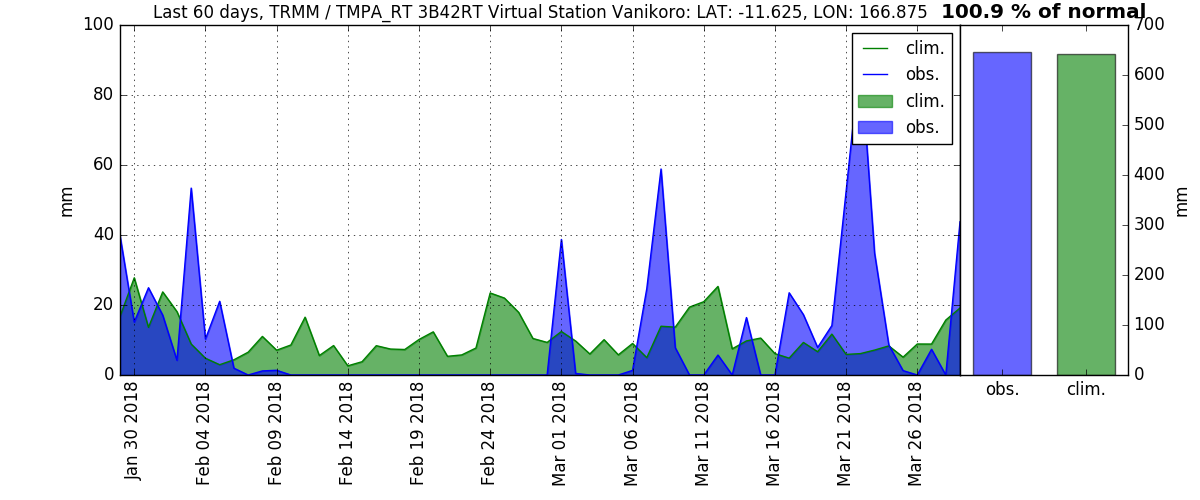 Last 60 days, TRMM / TMPA_RT 3B42RT Virtual Station Vanikoro: LAT: -11.625, LON: 166.875 100.9 % of normal
100
80
60
40
20
0
mm
clim.
obs.
clim.
obs.
Jan 30 2018
Feb 04 2018
Feb 09 2018
Feb 14 2018
Feb 19 2018
Feb 24 2018
Mar 01 2018
Mar 06 2018
Mar 11 2018
Mar 16 2018
Mar 21 2018
Mar 26 2018
700
600
500
400
300
200
100
0
mm
obs. clim.